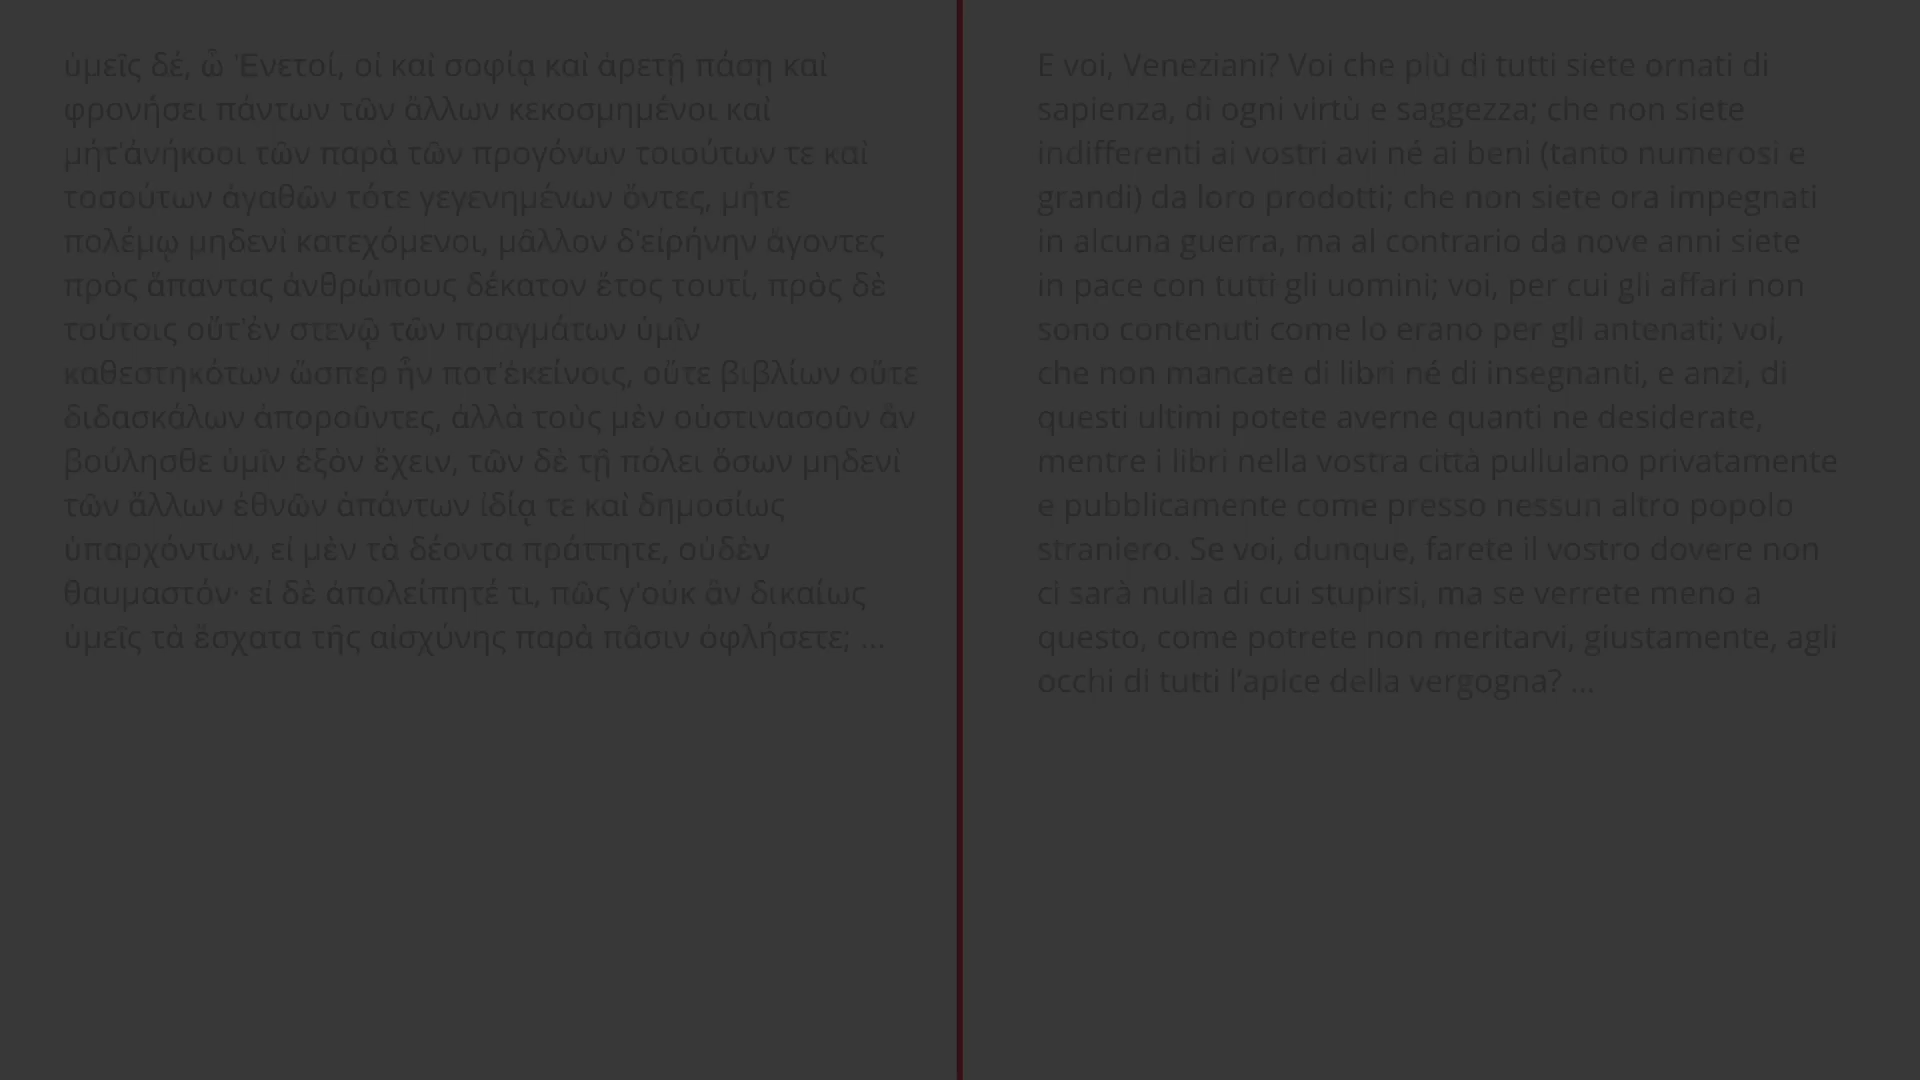 ὑμεῖς δέ, ὦ Ἐνετοί, οἱ καὶ σοφίᾳ καὶ ἀρετῇ πάσῃ καὶ
φρονήσει πάντων τῶν ἄλλων κεκοσμημένοι καὶ
μήτ'ἀνήκοοι τῶν παρὰ τῶν προγόνων τοιούτων τε καὶ
τοσούτων ἀγαθῶν τότε γεγενημένων ὄντες, μήτε
πολέμῳ μηδενὶ κατεχόμενοι, μᾶλλον δ'εἰρήνην ἄγοντες
πρὸς ἅπαντας ἀνθρώπους δέκατον ἔτος τουτί, πρὸς δὲ
τούτοις οὔτ'ἐν στενῷ τῶν πραγμάτων ὑμῖν
καθεστηκότων ὥσπερ ἦν ποτ'ἐκείνοις, οὔτε βιβλίων οὔτε
διδασκάλων ἀποροῦντες, ἀλλὰ τοὺς μὲν οὑστινασοῦν ἂν
βούλησθε ὑμῖν ἐξὸν ἔχειν, τῶν δὲ τῇ πόλει ὅσων μηδενὶ
τῶν ἄλλων ἐθνῶν ἁπάντων ἰδίᾳ τε καὶ δημοσίως
ὑπαρχόντων, εἰ μὲν τὰ δέοντα πράττητε, οὐδὲν
θαυμαστόν· εἰ δὲ ἀπολείπητέ τι, πῶς γ'οὐκ ἂν δικαίως
ὑμεῖς τὰ ἔσχατα τῆς αἰσχύνης παρὰ πᾶσιν ὀφλήσετε; ...
E voi, Veneziani? Voi che più di tutti siete ornati di
sapienza, di ogni virtù e saggezza; che non siete
indifferenti ai vostri avi né ai beni (tanto numerosi e
grandi) da loro prodotti; che non siete ora impegnati
in alcuna guerra, ma al contrario da nove anni siete
in pace con tutti gli uomini; voi, per cui gli affari non
sono contenuti come lo erano per gli antenati; voi,
che non mancate di libri né di insegnanti, e anzi, di
questi ultimi potete averne quanti ne desiderate,
mentre i libri nella vostra città pullulano privatamente
e pubblicamente come presso nessun altro popolo
straniero. Se voi, dunque, farete il vostro dovere non
ci sarà nulla di cui stupirsi, ma se verrete meno a
questo, come potrete non meritarvi, giustamente, agli
occhi di tutti l'apice della vergogna? ...